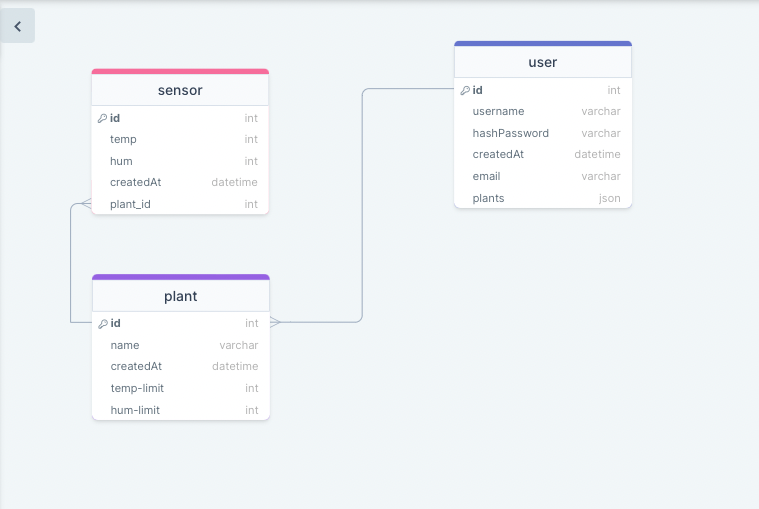 sensor
id int
temp int
hum int
createdAt datetime
plant_id int
user
id int
username varchar
hashPassword varchar
createdAt datetime
email varchar
plants json
plant
id int
name varchar
createdAt datetime
temp-limit int
hum-limit int